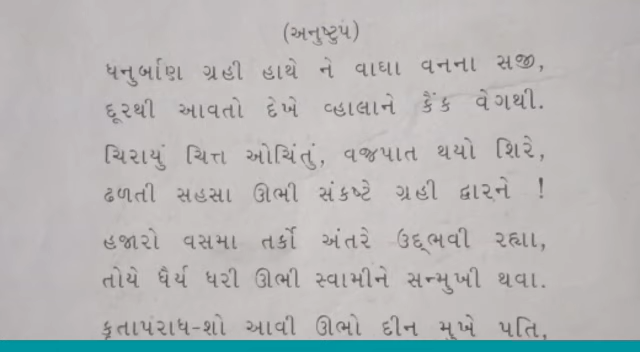 (અનુષ્ટુપ)
ધનુર્બાણ ગ્રહી હાથે ને વાઘા વનના સજી,
દૂરથી આવતો દેખે વ્હાલાને કૈંક વેગથી.
ચિરાયું ચિત્ત ઓચિંતું, વજ્રપાત થયો શિરે,
ઢળતી સહસા ઊભી સંકષ્ટે ગ્રહી દ્વારને !
હજારો વસમા તર્કો અંતરે ઉદ્‌ભવી રહ્યા,
તોયે ધૈર્ય ધરી ઊભી સ્વામીને સન્મુખી થવા.
કૃતાપરાધ-શો આવી ઊભો દીન મુખે પતિ,